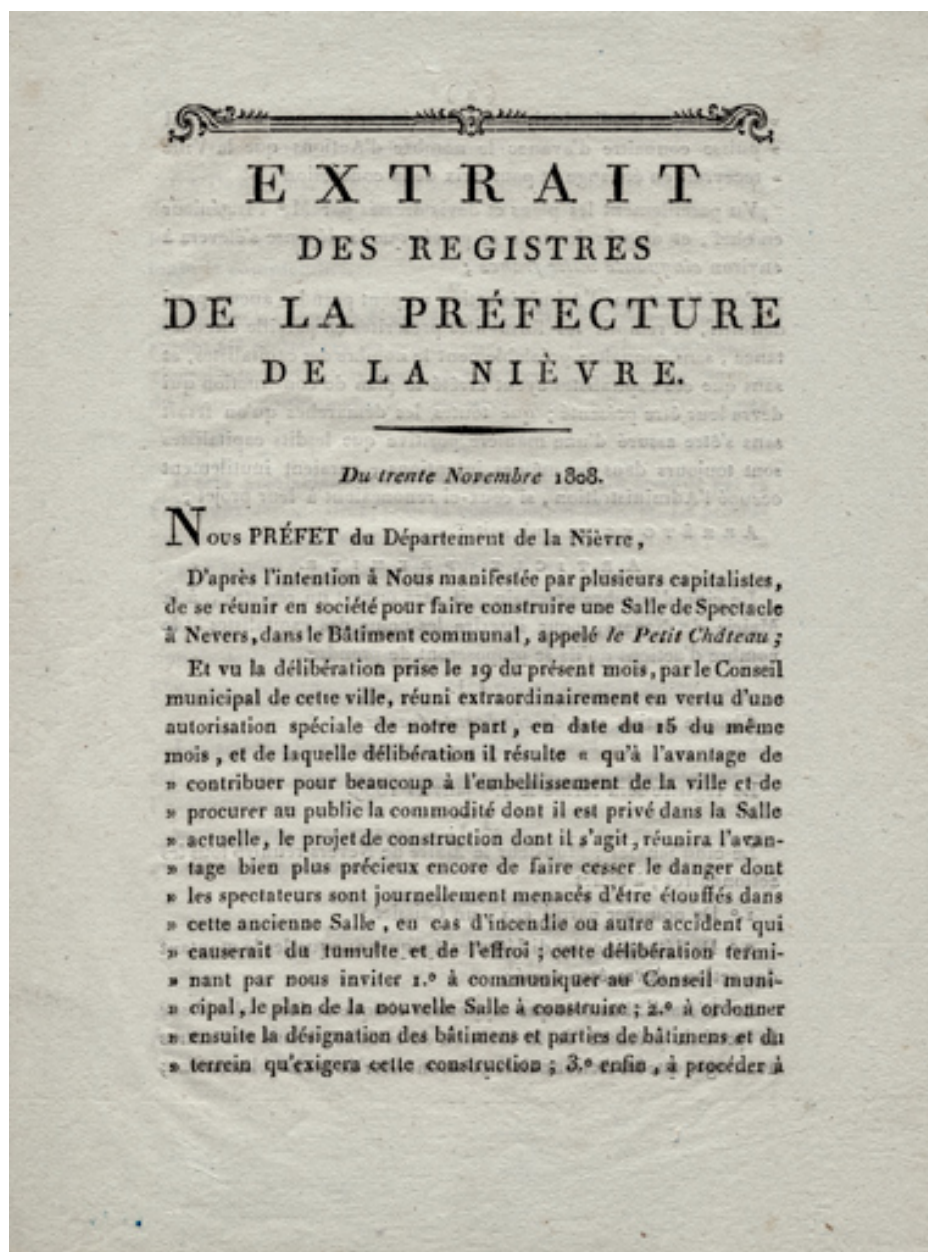 EXTRAIT
DES REGISTRES
DE LA PRÉFECTURE
DE LA NIÈVRE.
Du trente Novembre 1808.
Nous PRÉFET du Département de la Nièvre,
D'après l'intention à Nous manifestée par plusieurs capitalistes,
de se réunir en société pour faire construire une Salle de Spectacle
à Nevers, dans le Bâtiment communal, appelé le Petit Château;
Et vu la délibération prise le 19 du présent mois, par le Conseil
municipal de cette ville, réuni extraordinairement en vertu d'une
autorisation spéciale de notre part, en date du 15 du même
mois, et de laquelle délibération il résulte « qu'à l'avantage de
» contribuer pour beaucoup à l'embellissement de la ville et de
» procurer au public la commodité dont il est privé dans la Salle
» actuelle, le projet de construction dont il s'agit, réunira l'avan-
» tage bien plus précieux encore de faire cesser le danger dont
» les spectateurs sont journellement menacés d'être étouffés dans
» cette ancienne Salle, en cas d'incendie ou autre accident qui
» causerait du tumulte et de l'effroi; cette délibération termi-
» nant par nous inviter 1.º à communiquer au Conseil muni-
» cipal, le plan de la nouvelle Salle à construire; 2.º à ordonner
» ensuite la désignation des bâtimens et parties de bâtimens et du
» terrein qu'exigera cette construction; 3.º enfin, à procéder à